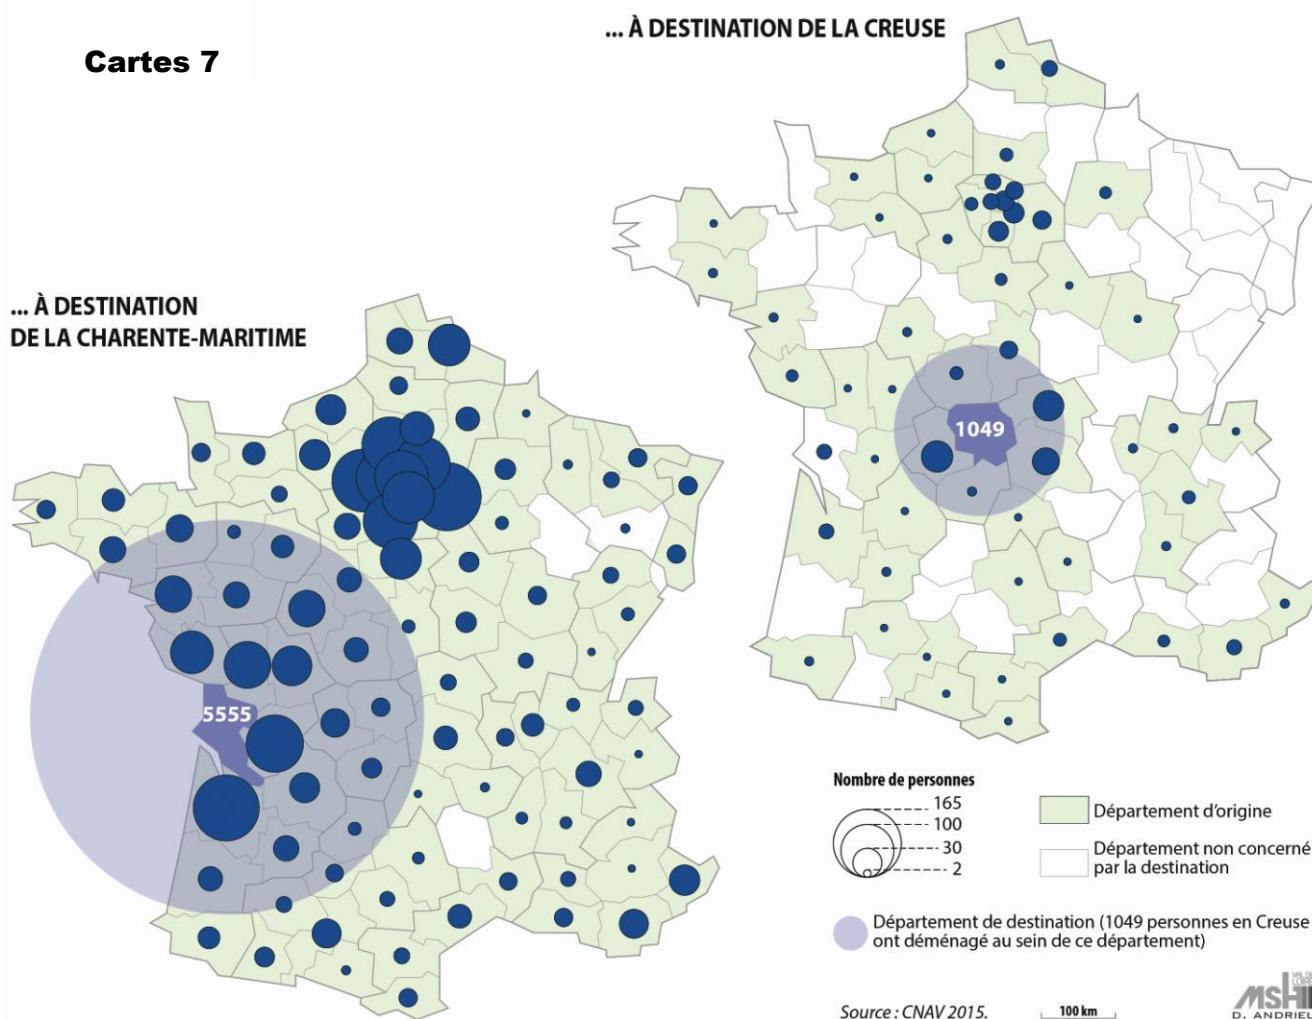 Cartes 7
... À DESTINATION DE LA CREUSE
... À DESTINATION
DE LA CHARENTE-MARITIME
1049
5555
Nombre de personnes
165
100
30
2
Département d'origine
Département non concerné
par la destination
Département de destination (1049 personnes en Creuse
ont déménagé au sein de ce département)
Source : CNAV 2015.
100 km
D. ANDRIEU